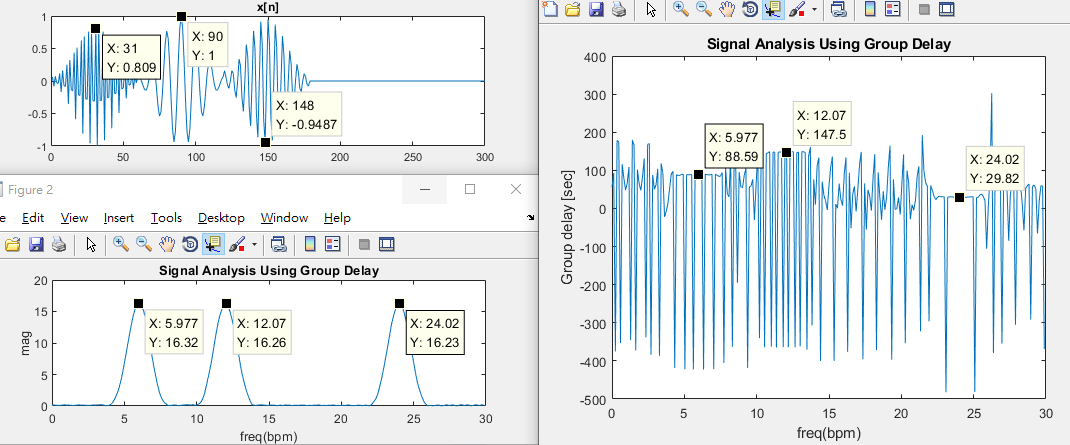 x[n]
1
0.5
0
-0.5
-1
0
50
100
150
200
250
300
X: 31
Y: 0.809
X: 90
Y: 1
X: 148
Y: -0.9487
Figure 2
Edit View Insert Tools Desktop Window Help
Signal Analysis Using Group Delay
mag
20
15
10
5
0
0
5
10
15
20
25
30
freq(bpm)
X: 5.977
Y: 16.32
X: 12.07
Y: 16.26
X: 24.02
Y: 16.23
Signal Analysis Using Group Delay
Group delay [sec]
400
300
200
100
0
-100
-200
-300
-400
-500
0
5
10
15
20
25
30
freq(bpm)
X: 5.977
Y: 88.59
X: 12.07
Y: 147.5
X: 24.02
Y: 29.82